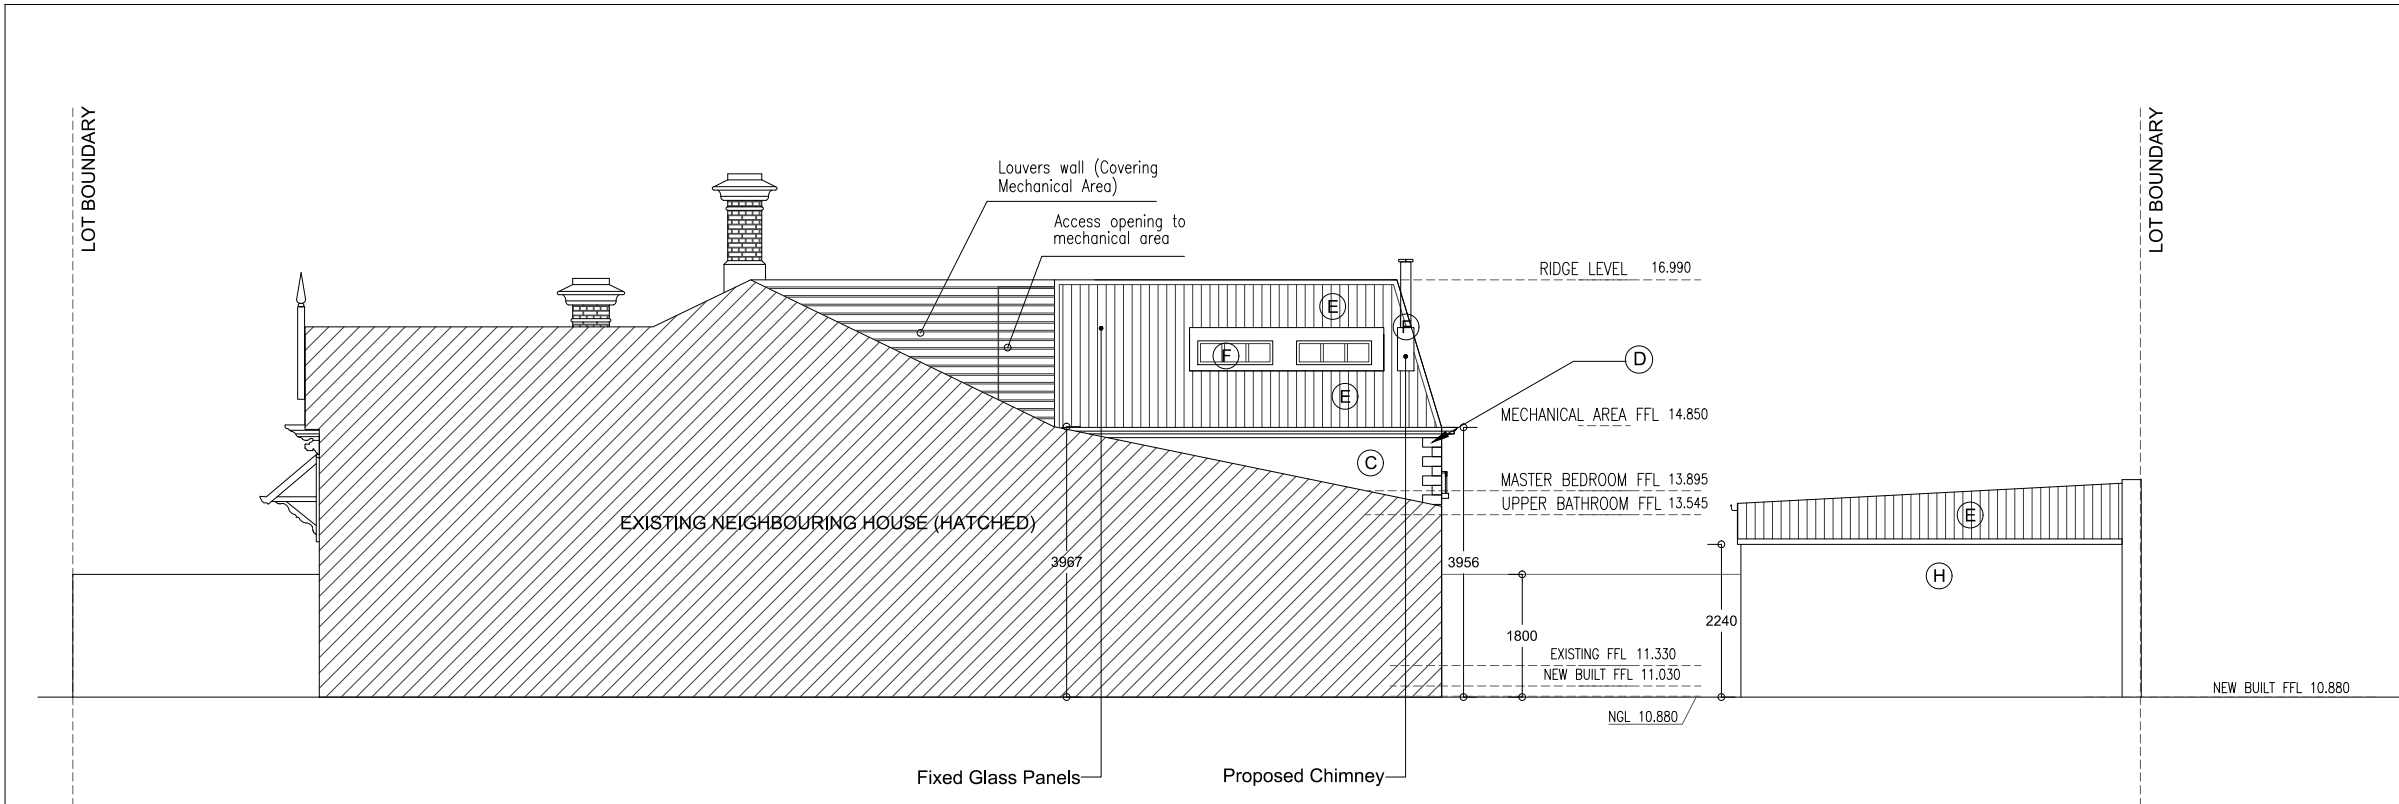 LOT BOUNDARY
LOT BOUNDARY
Louvers wall (Covering
Mechanical Area)
Access opening to
mechanical area
RIDGE LEVEL 16.990
E
F
F
D
E
MECHANICAL AREA FFL 14.850
C
MASTER BEDROOM FFL 13.895
UPPER BATHROOM FFL 13.545
EXISTING NEIGHBOURING HOUSE (HATCHED)
E
3967
3956
H
2240
1800
EXISTING FFL 11.330
NEW BUILT FFL 11.030
NEW BUILT FFL 10.880
NGL 10.880
Fixed Glass Panels
Proposed Chimney